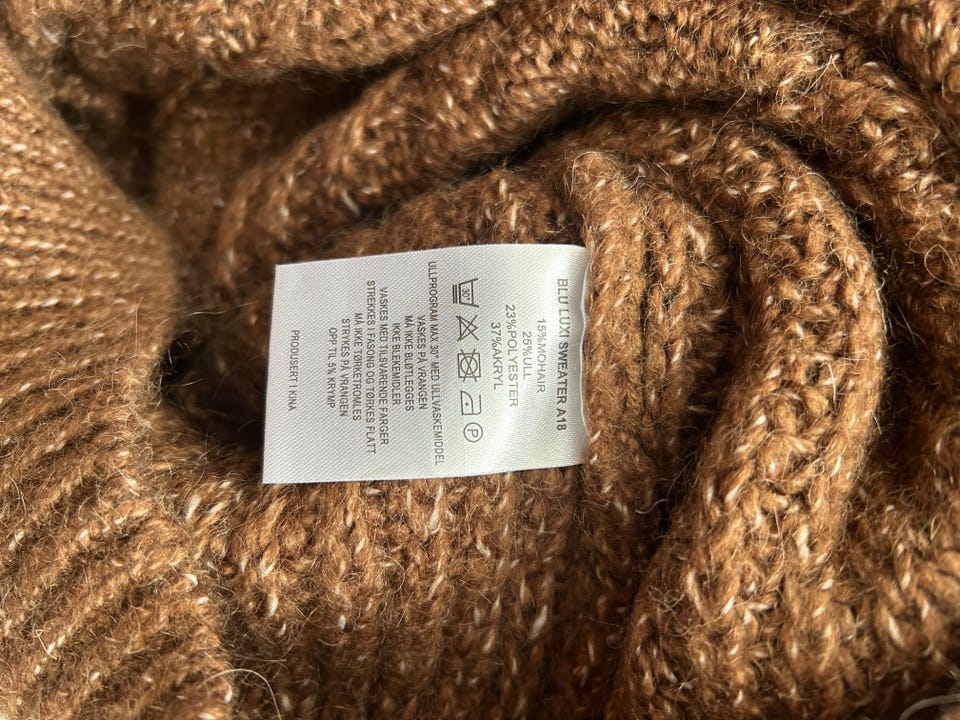 BLU LUXI SWEATER A18
15%MOHAIR
25%ULL
23%POLYESTER
37%AKRYL
30°
P
ULLPROGRAM MAX.30° MED ULLVASKEMIDDEL
VASKES PÅ VRANGEN
MÅ IKKE BLØTLEGGES
IKKE BLEKEMIDLER
VASKES MED TILSVARENDE FARGER
STREKKES I FASONG OG TØRKES FLATT
MÅ IKKE TØRKETROMLES
STRYKES PÅ VRANGEN
OPP TIL 5% KRYMP
PRODUSERT I KINA